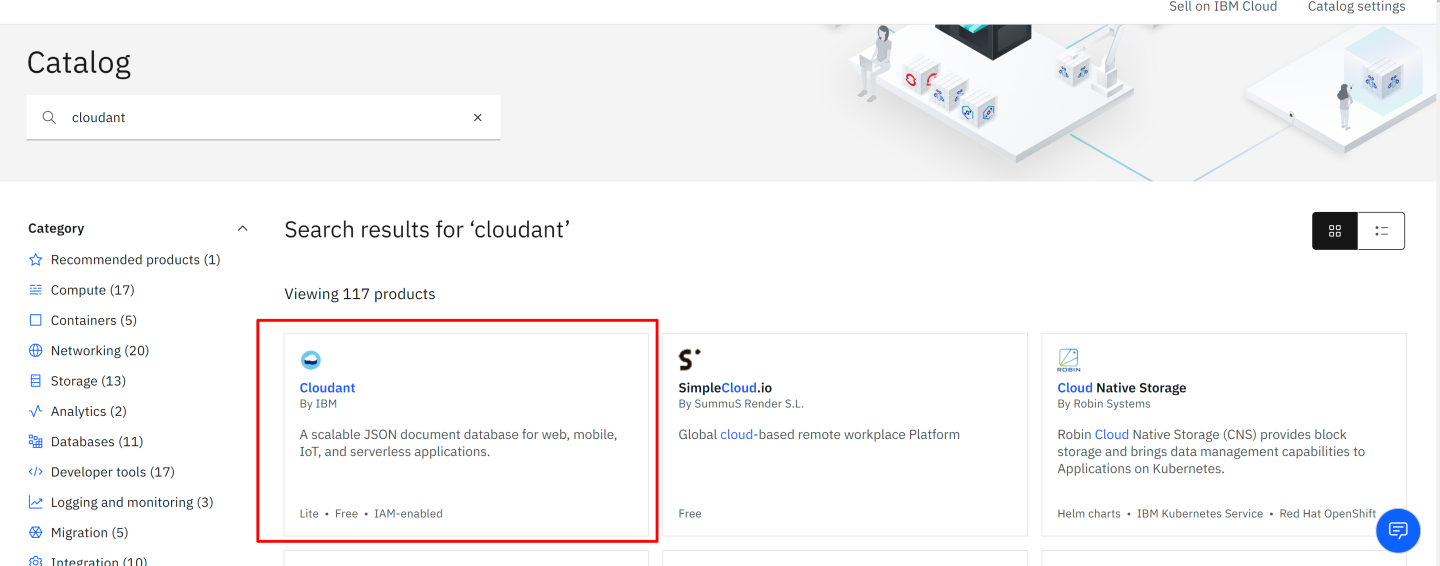 Sell on IBM Cloud
Catalog settings
Catalog
cloudant
Category
Recommended products (1)
Compute (17)
Containers (5)
Networking (20)
Storage (13)
Analytics (2)
Databases (11)
Developer tools (17)
Logging and monitoring (3)
Migration (5)
Integration (10)
Search results for ‘cloudant’
Viewing 117 products
Cloudant
By IBM
A scalable JSON document database for web, mobile,
IoT, and serverless applications.
Lite • Free • IAM-enabled
S
SimpleCloud.io
By SummuS Render S.L.
Global cloud-based remote workplace Platform
Free
ROBIN
Cloud Native Storage
By Robin Systems
Robin Cloud Native Storage (CNS) provides block
storage and brings data management capabilities to
Applications on Kubernetes.
Helm charts • IBM Kubernetes Service • Red Hat OpenShift